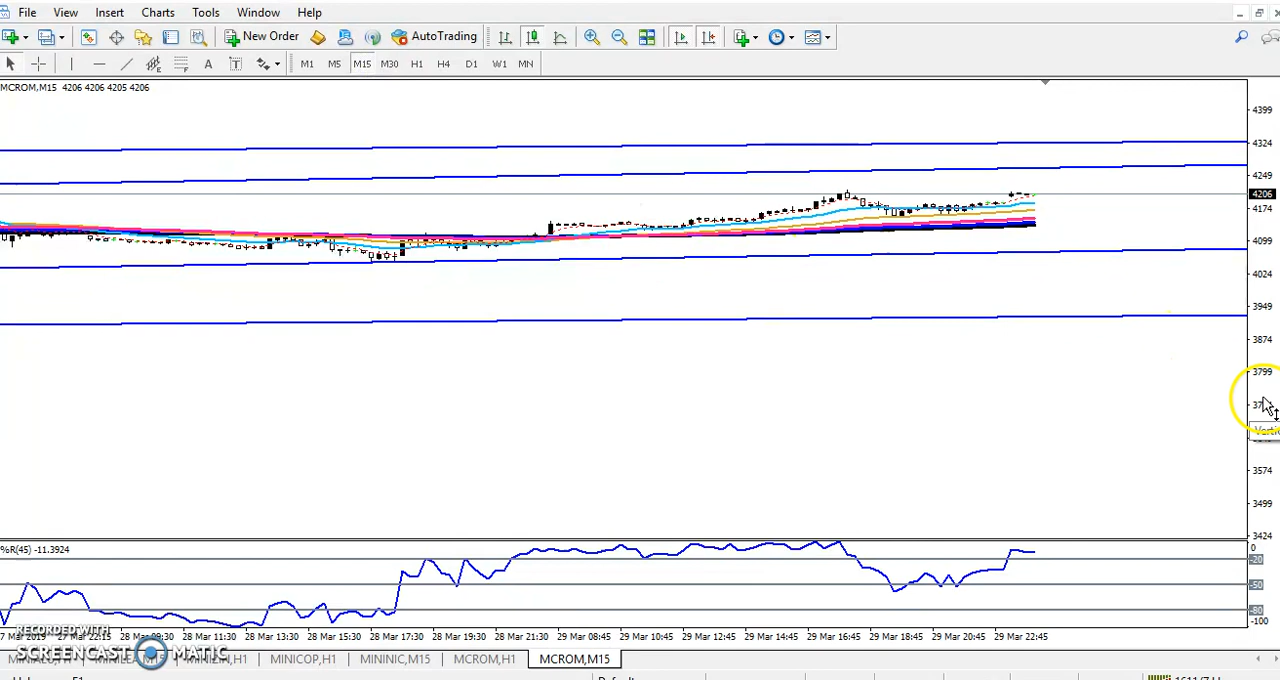 File View Insert Charts Tools Window Help
New Order AutoTrading
A T M1 M5 M15 M30 H1 H4 D1 W1 MN
MCROM,M15 4206 4206 4205 4206
4399
4324
4249
4206
4174
4099
4024
3949
3874
3799
3574
3499
3424
%R(45) -11.3924
0
-20
-50
-80
-100
28 Mar 09:30 28 Mar 11:30 28 Mar 13:30 28 Mar 15:30 28 Mar 17:30 28 Mar 19:30 28 Mar 21:30 29 Mar 08:45 29 Mar 10:45 29 Mar 12:45 29 Mar 14:45 29 Mar 16:45 29 Mar 18:45 29 Mar 20:45 29 Mar 22:45
RECORDED WITH
SCREENCAST MATIC
MINICOP,H1 MININIC,M15 MCROM,H1 MCROM,M15